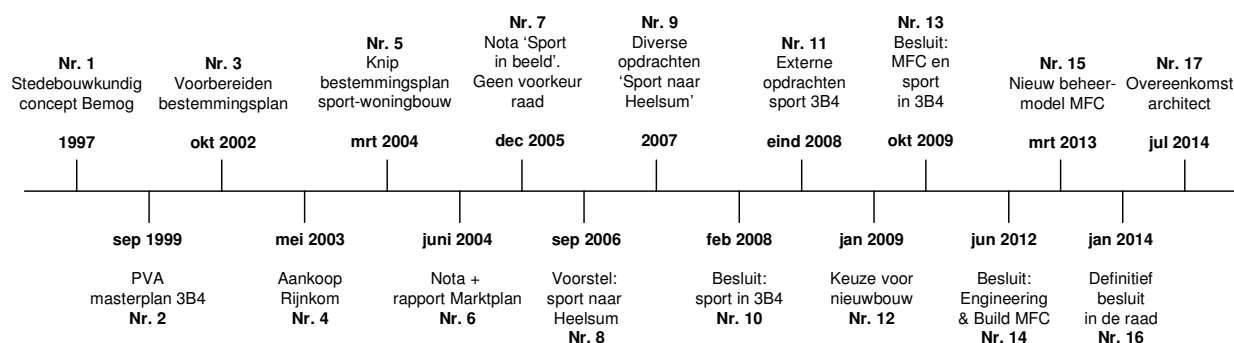 Nr. 1
Stedebouwkundig
concept Bemog
1997
sep 1999
PVA
masterplan 3B4
Nr. 2
Nr. 3
Voorbereiden
bestemmingsplan
okt 2002
mei 2003
Aankoop
Rijnkom
Nr. 4
Nr. 5
Knip
bestemmingsplan
sport-woningbouw
mrt 2004
juni 2004
Nota +
rapport Marktplan
Nr. 6
Nr. 7
Nota ‘Sport
in beeld’.
Geen voorkeur
raad
dec 2005
sep 2006
Voorstel:
sport naar
Heelsum
Nr. 8
Nr. 9
Diverse
opdrachten
‘Sport naar
Heelsum’
2007
feb 2008
Besluit:
sport in 3B4
Nr. 10
Nr. 11
Externe
opdrachten
sport 3B4
eind 2008
jan 2009
Keuze voor
nieuwbouw
Nr. 12
Nr. 13
Besluit:
MFC en
sport
in 3B4
okt 2009
jun 2012
Besluit:
Engineering
& Build MFC
Nr. 14
Nr. 15
Nieuw beheer-
model MFC
mrt 2013
jan 2014
Definitief
besluit
in de raad
Nr. 16
Nr. 17
Overeenkomst
architect
jul 2014